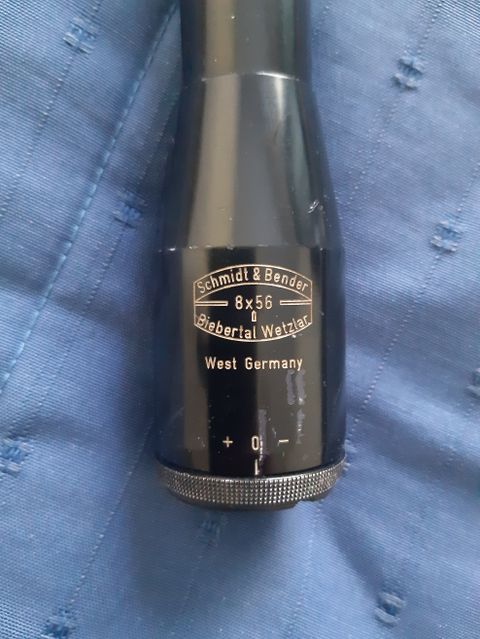 Schmidt & Bender
8x56
Biebertal Wetzlar
West Germany
+ 0 -